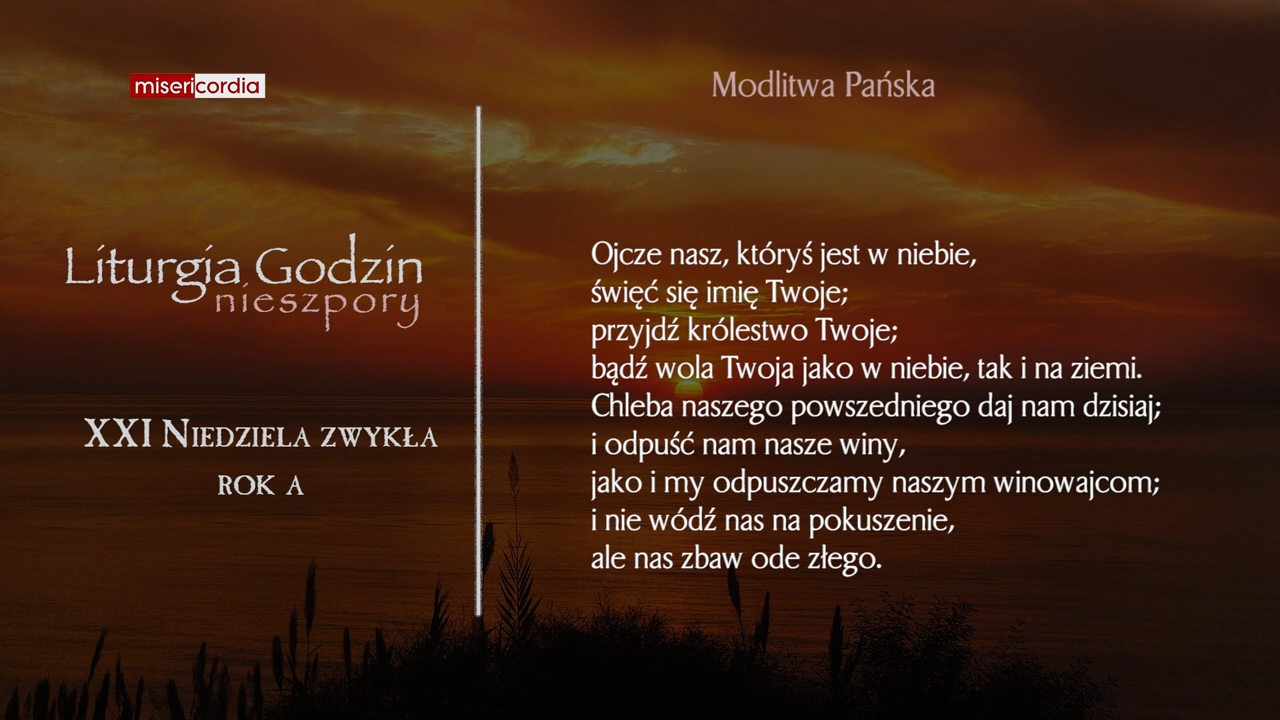 misericordia
Liturgia Godzin
nieszpory
XXI Niedziela zwykła
rok A
Modlitwa Pańska
Ojcze nasz, któryś jest w niebie,
święć się imię Twoje;
przyjdź królestwo Twoje;
bądź wola Twoja jako w niebie, tak i na ziemi.
Chleba naszego powszedniego daj nam dzisiaj;
i odpuść nam nasze winy,
jako i my odpuszczamy naszym winowajcom;
i nie wódź nas na pokuszenie,
ale nas zbaw ode złego.